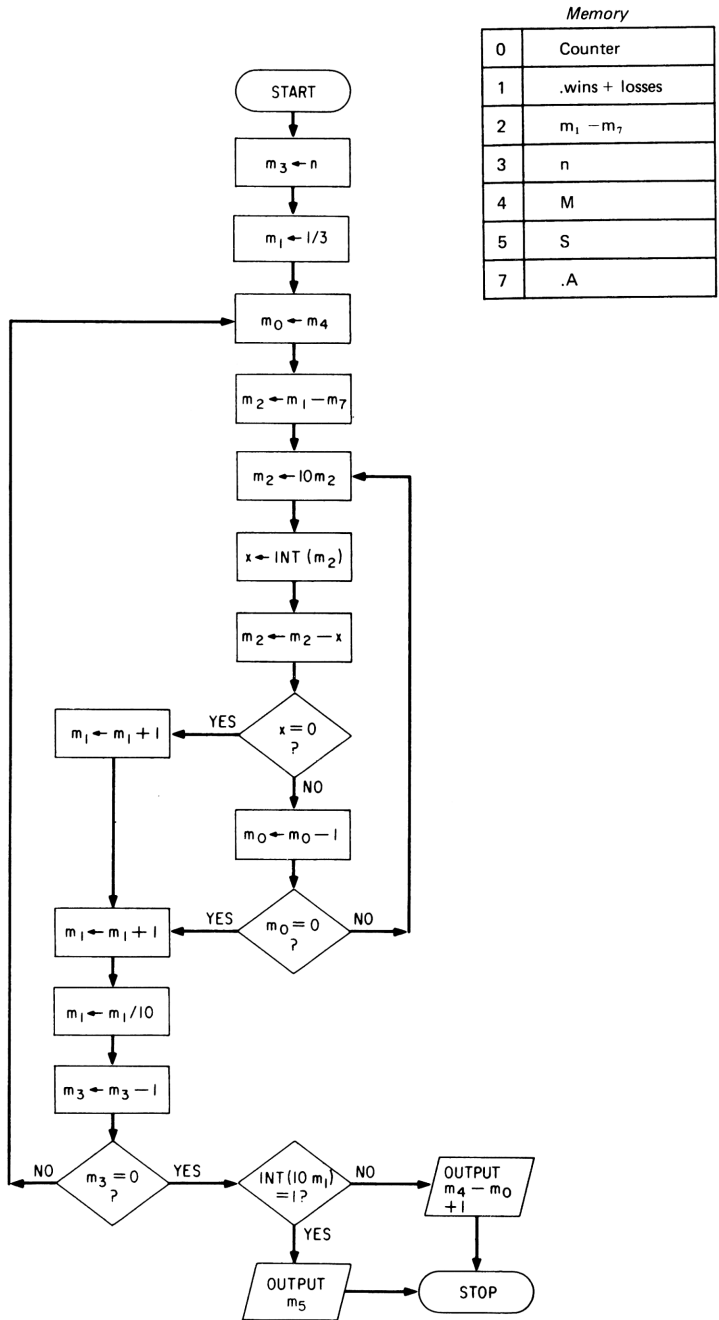 Memory
0 Counter
1 .wins + losses
2 m₁ − m₇
3 n
4 M
5 S
7 .A
START
m₃ ← n
m₁ ← 1/3
m₀ ← m₄
m₂ ← m₁ − m₇
m₂ ← 10m₂
x ← INT (m₂)
m₂ ← m₂ − x
x = 0
?
YES
NO
m₁ ← m₁ + 1
m₀ ← m₀ − 1
m₀ = 0
?
YES
NO
m₁ ← m₁ + 1
m₁ ← m₁/10
m₃ ← m₃ − 1
m₃ = 0
?
NO
YES
INT(10 m₁)
= 1?
NO
YES
OUTPUT
m₄ − m₀
+1
OUTPUT
m₅
STOP